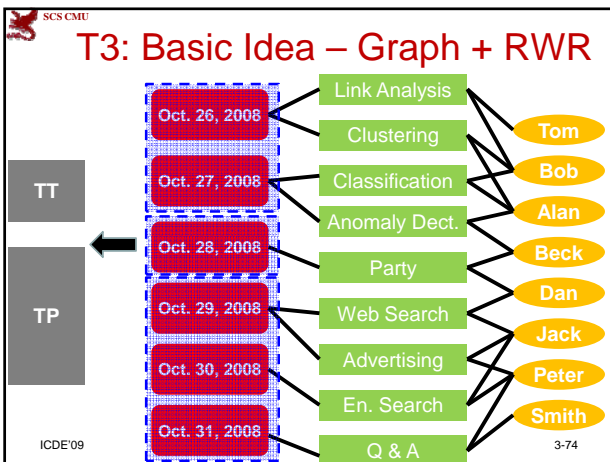 SCS CMU
T3: Basic Idea – Graph + RWR
TT
TP
Oct. 26, 2008
Oct. 27, 2008
Oct. 28, 2008
Oct. 29, 2008
Oct. 30, 2008
Oct. 31, 2008
Link Analysis
Clustering
Classification
Anomaly Dect.
Party
Web Search
Advertising
En. Search
Q & A
Tom
Bob
Alan
Beck
Dan
Jack
Peter
Smith
ICDE'09
3-74